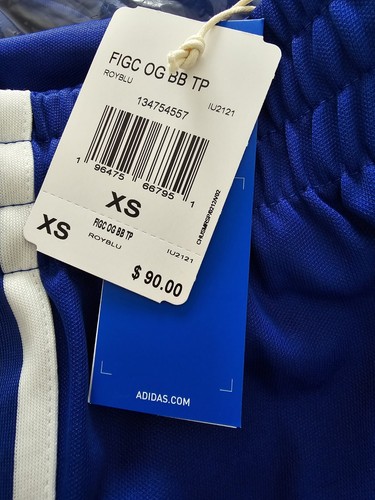 FIGC OG BB TP
ROYBLU
IU2121
134754557
1 96475 66795 1
XS
XS
FIGC OG BB TP
ROYBLU
IU2121
$ 90.00
ADIDAS.COM